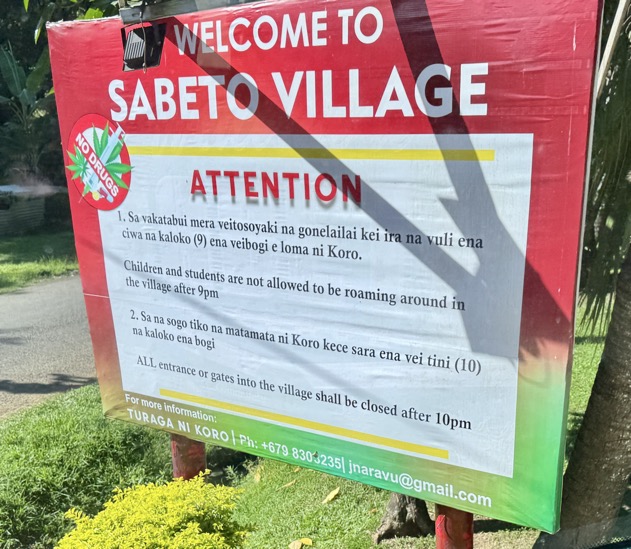 WELCOME TO
SABETO VILLAGE
NO DRUGS
ATTENTION
1. Sa vakatabui mera veitosoyaki na gonelailai kei ira na vuli ena
ciwa na kaloko (9) ena veibogi e loma ni Koro.
Children and students are not allowed to be roaming around in
the village after 9pm
2. Sa na sogo tiko na matamata ni Koro kece sara ena vei tini (10)
na kaloko ena bogi
ALL entrance or gates into the village shall be closed after 10pm
For more information:
TURAGA NI KORO | Ph: +679 | jnaravu@gmail.com